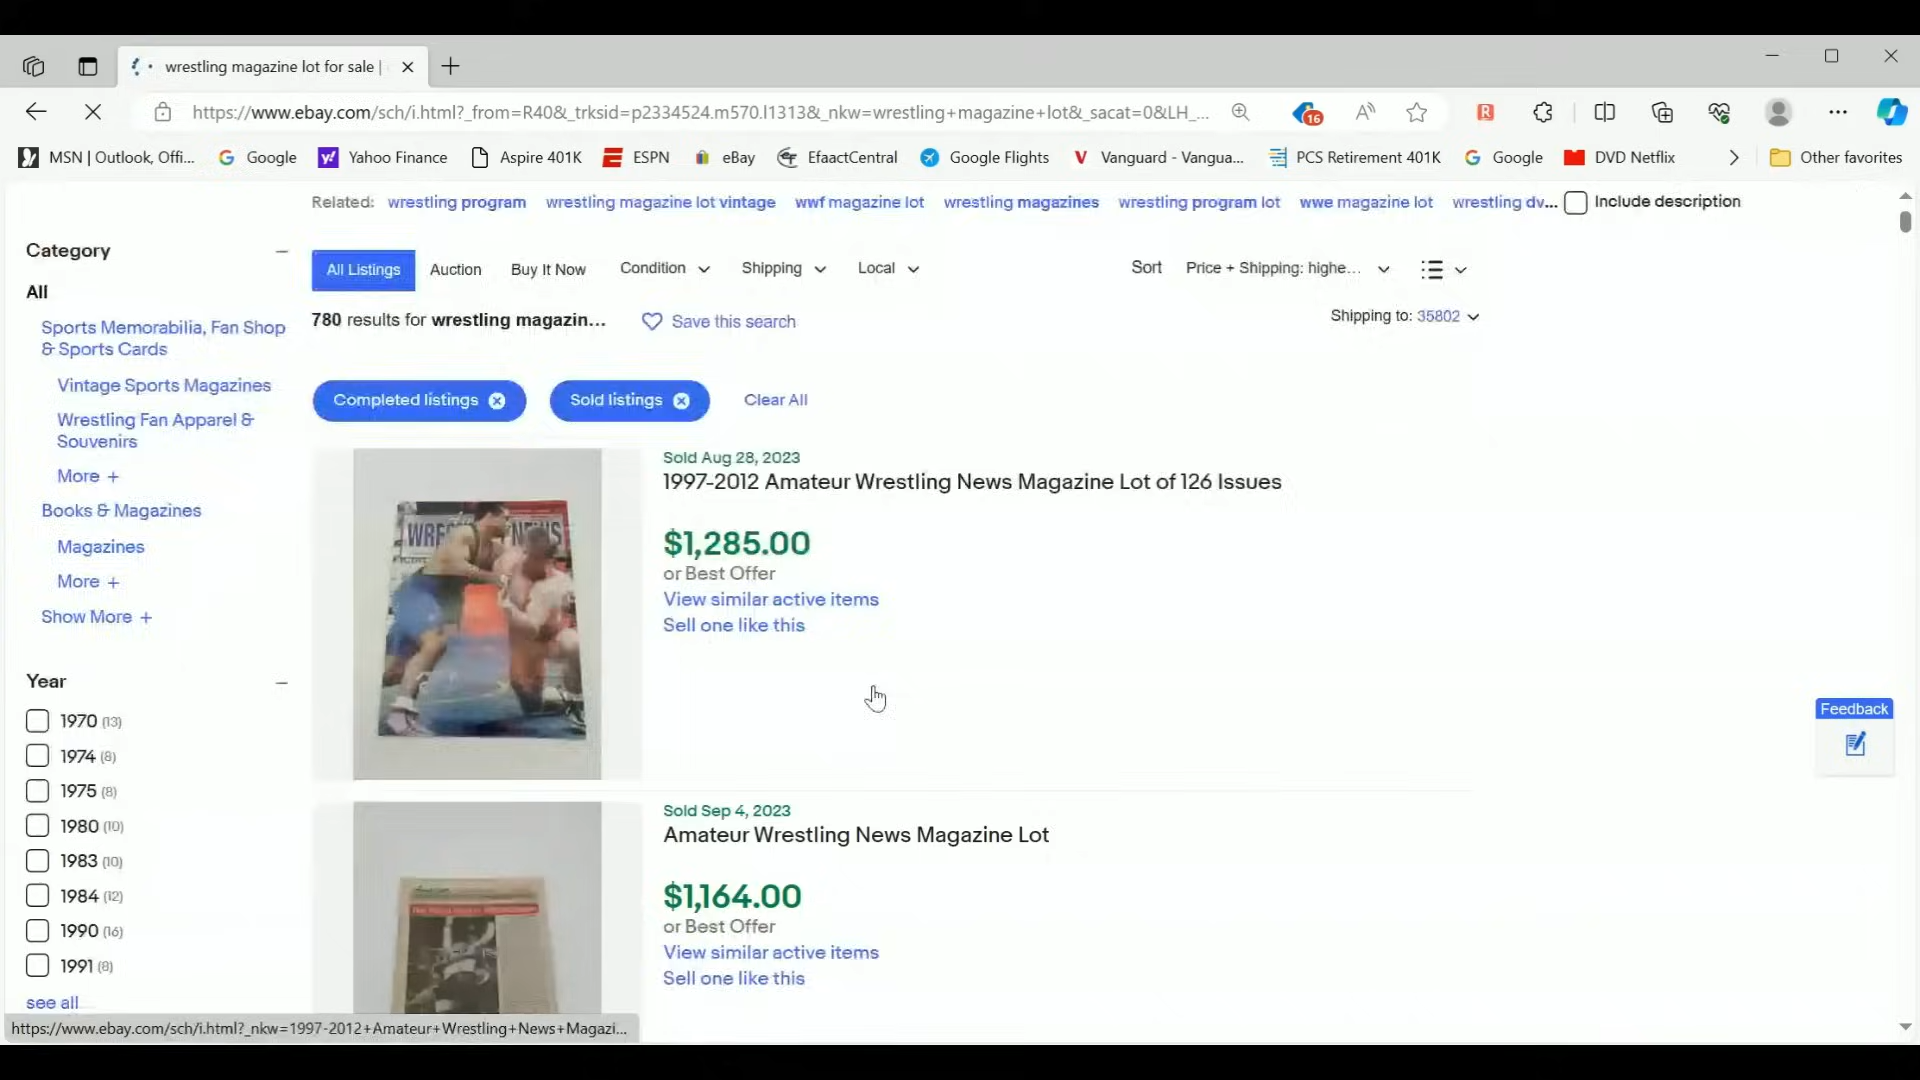 wrestling magazine lot for sale |
https://www.ebay.com/sch/i.html?_from=R40&_trksid=p2334524.m570.l1313&_nkw=wrestling+magazine+lot&_sacat=0&LH_...
16
MSN | Outlook, Offi...
Google
Yahoo Finance
Aspire 401K
ESPN
eBay
EfaactCentral
Google Flights
Vanguard - Vangua...
PCS Retirement 401K
Google
DVD Netflix
Other favorites
Related: wrestling program wrestling magazine lot vintage wwf magazine lot wrestling magazines wrestling program lot wwe magazine lot wrestling dv... Include description
Category
All
Sports Memorabilia, Fan Shop
& Sports Cards
Vintage Sports Magazines
Wrestling Fan Apparel &
Souvenirs
More +
Books & Magazines
Magazines
More +
Show More +
Year
1970 (13)
1974 (8)
1975 (8)
1980 (10)
1983 (10)
1984 (12)
1990 (16)
1991 (8)
see all
All Listings Auction Buy It Now Condition Shipping Local
Sort Price + Shipping: highe...
780 results for wrestling magazin... Save this search
Shipping to: 35802
Completed listings Sold listings Clear All
Sold Aug 28, 2023
1997-2012 Amateur Wrestling News Magazine Lot of 126 Issues
$1,285.00
or Best Offer
View similar active items
Sell one like this
Sold Sep 4, 2023
Amateur Wrestling News Magazine Lot
$1,164.00
or Best Offer
View similar active items
Sell one like this
Feedback
https://www.ebay.com/sch/i.html?_nkw=1997-2012+Amateur+Wrestling+News+Magazi...